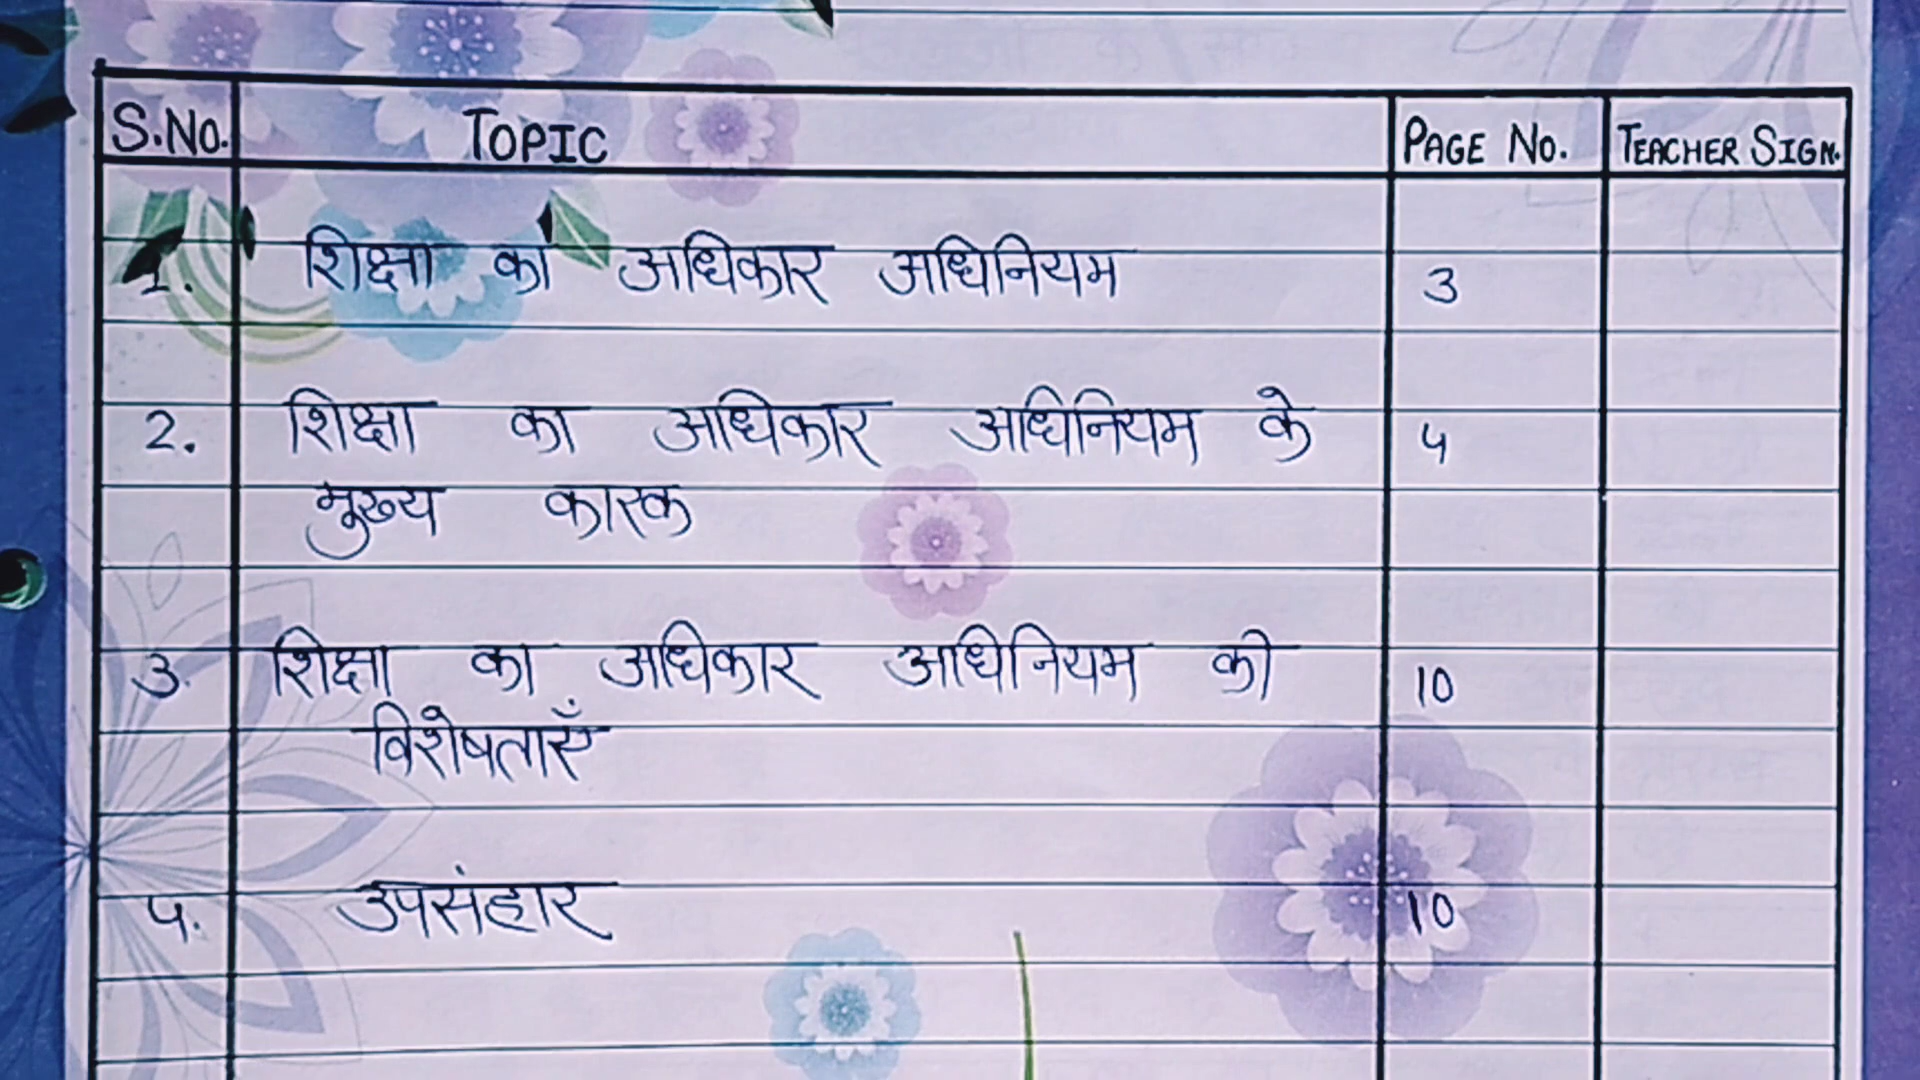 S.NO. TOPIC PAGE NO. TEACHER SIGN.
1. शिक्षा का अधिकार अधिनियम 3
2. शिक्षा का अधिकार अधिनियम के 4
मुख्य कारक
3. शिक्षा का अधिकार अधिनियम की 10
विशेषताएँ
4. उपसंहार 10